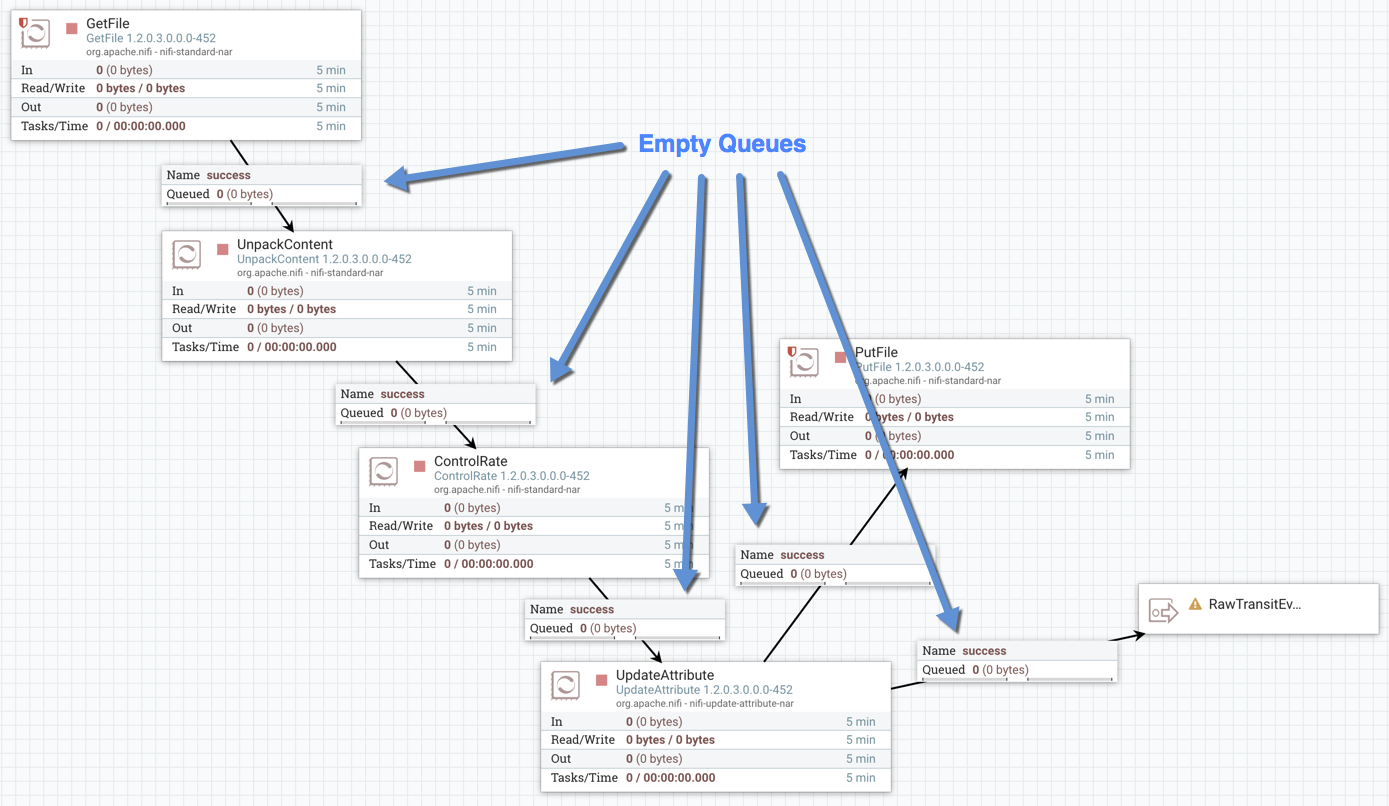 GetFile
GetFile 1.2.0.3.0.0.0-452
org.apache.nifi - nifi-standard-nar
In 0 (0 bytes) 5 min
Read/Write 0 bytes / 0 bytes 5 min
Out 0 (0 bytes) 5 min
Tasks/Time 0 / 00:00:00.000 5 min
Empty Queues
Name success
Queued 0 (0 bytes)
UnpackContent
UnpackContent 1.2.0.3.0.0.0-452
org.apache.nifi - nifi-standard-nar
In 0 (0 bytes) 5 min
Read/Write 0 bytes / 0 bytes 5 min
Out 0 (0 bytes) 5 min
Tasks/Time 0 / 00:00:00.000 5 min
Name success
Queued 0 (0 bytes)
ControlRate
ControlRate 1.2.0.3.0.0.0-452
org.apache.nifi - nifi-standard-nar
In 0 (0 bytes) 5 min
Read/Write 0 bytes / 0 bytes 5 min
Out 0 (0 bytes) 5 min
Tasks/Time 0 / 00:00:00.000 5 min
Name success
Queued 0 (0 bytes)
UpdateAttribute
UpdateAttribute 1.2.0.3.0.0.0-452
org.apache.nifi - nifi-update-attribute-nar
In 0 (0 bytes) 5 min
Read/Write 0 bytes / 0 bytes 5 min
Out 0 (0 bytes) 5 min
Tasks/Time 0 / 00:00:00.000 5 min
PutFile
PutFile 1.2.0.3.0.0.0-452
org.apache.nifi - nifi-standard-nar
In 0 (0 bytes) 5 min
Read/Write 0 bytes / 0 bytes 5 min
Out 0 (0 bytes) 5 min
Tasks/Time 0 / 00:00:00.000 5 min
Name success
Queued 0 (0 bytes)
Name success
Queued 0 (0 bytes)
RawTransitEv...